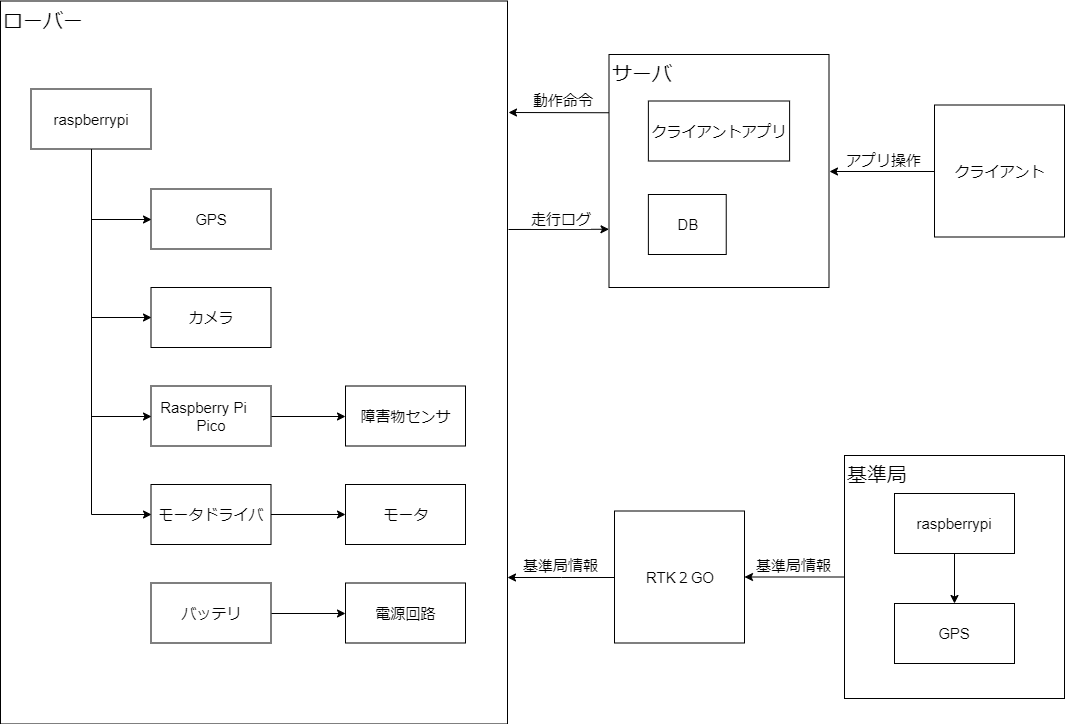 ローバー
raspberrypi
GPS
カメラ
Raspberry Pi
Pico
障害物センサ
モータドライバ
モータ
バッテリ
電源回路
動作命令
走行ログ
サーバ
クライアントアプリ
DB
アプリ操作
クライアント
基準局情報
RTK２GO
基準局情報
基準局
raspberrypi
GPS